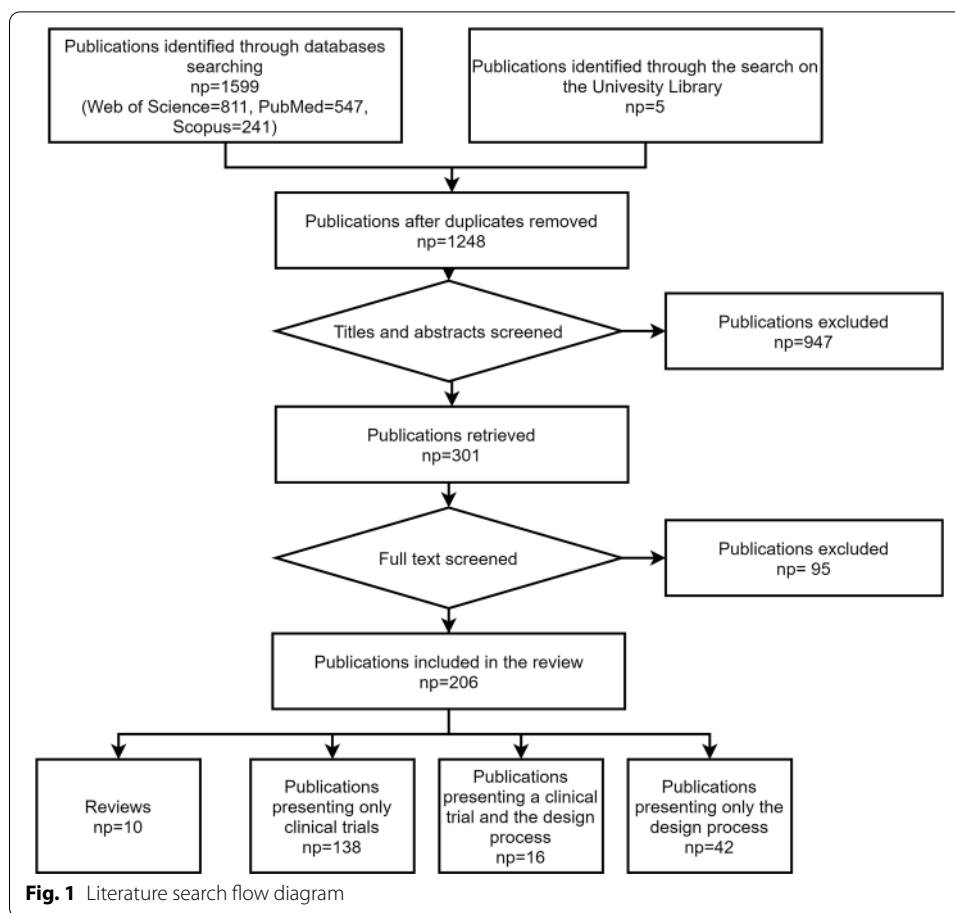 Publications identified through databases
searching
np=1599
(Web of Science=811, PubMed=547,
Scopus=241)
Publications identified through the search on
the Univesity Library
np=5
Publications after duplicates removed
np=1248
Titles and abstracts screened
Publications excluded
np=947
Publications retrieved
np=301
Full text screened
Publications excluded
np= 95
Publications included in the review
np=206
Reviews
np=10
Publications
presenting only
clinical trials
np=138
Publications
presenting a clinical
trial and the design
process
np=16
Publications
presenting only the
design process
np=42
Fig. 1 Literature search flow diagram